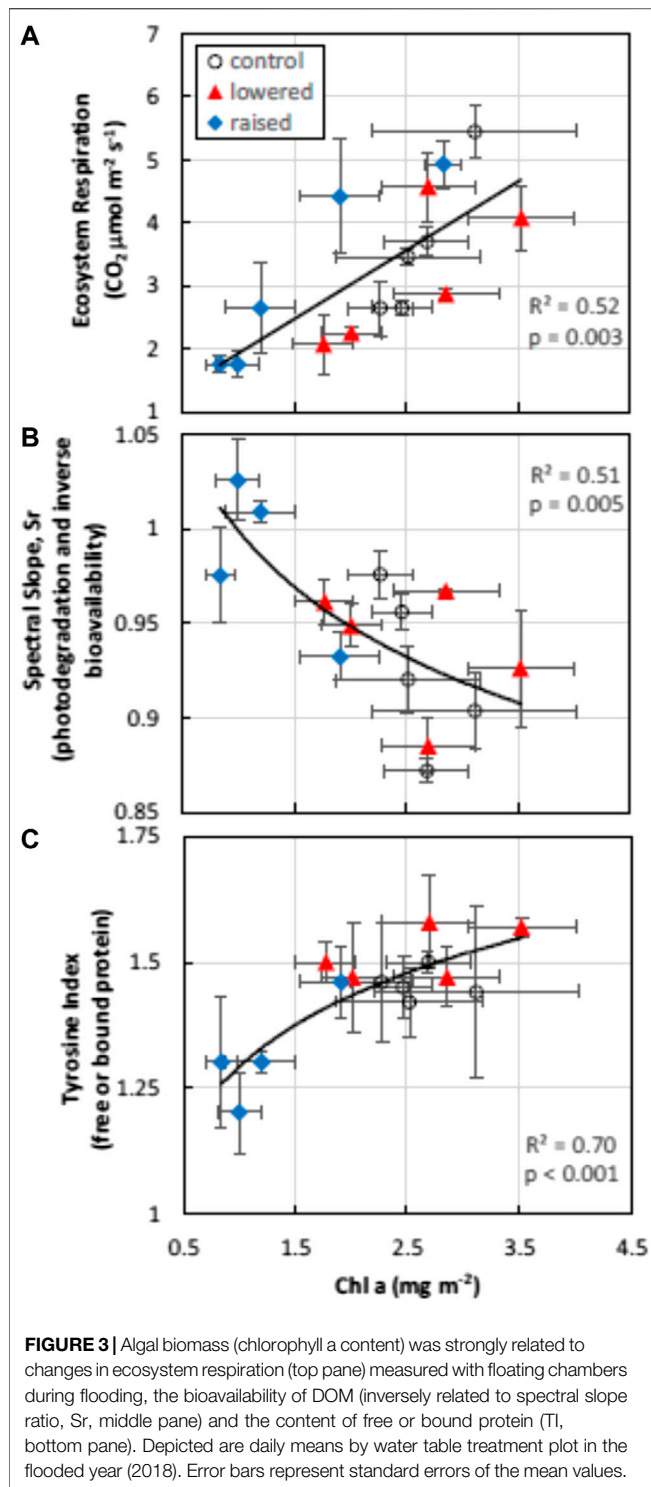 A
7
6
5
4
3
2
1
Ecosystem Respiration
(CO₂ μmol m⁻² s⁻¹)
control
lowered
raised
R² = 0.52
p = 0.003
B
1.05
1
0.95
0.9
0.85
Spectral Slope, Sr
(photodegradation and inverse
bioavailability)
R² = 0.51
p = 0.005
C
1.75
1.5
1.25
1
Tyrosine Index
(free or bound protein)
R² = 0.70
p < 0.001
0.5 1.5 2.5 3.5 4.5
Chl a (mg m⁻²)
FIGURE 3 | Algal biomass (chlorophyll a content) was strongly related to
changes in ecosystem respiration (top pane) measured with floating chambers
during flooding, the bioavailability of DOM (inversely related to spectral slope
ratio, Sr, middle pane) and the content of free or bound protein (TI,
bottom pane). Depicted are daily means by water table treatment plot in the
flooded year (2018). Error bars represent standard errors of the mean values.